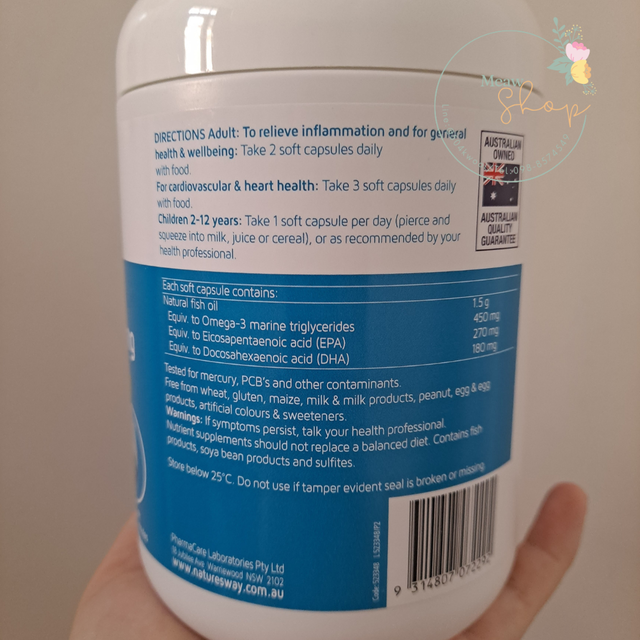 Meaw
Shop
DIRECTIONS Adult: To relieve inflammation and for general
health & wellbeing: Take 2 soft capsules daily
with food.
For cardiovascular & heart health: Take 3 soft capsules daily
with food.
Children 2-12 years: Take 1 soft capsule per day (pierce and
squeeze into milk, juice or cereal), or as recommended by your
health professional.
AUSTRALIAN
OWNED
AUSTRALIAN
QUALITY
GUARANTEE
Each soft capsule contains:
Natural fish oil 1.5 g
Equiv. to Omega-3 marine triglycerides 450 mg
Equiv. to Eicosapentaenoic acid (EPA) 270 mg
Equiv. to Docosahexaenoic acid (DHA) 180 mg
Tested for mercury, PCB's and other contaminants.
Free from wheat, gluten, maize, milk & milk products, peanut, egg & egg
products, artificial colours & sweeteners.
Warnings: If symptoms persist, talk your health professional.
Nutrient supplements should not replace a balanced diet. Contains fish
products, soya bean products and sulfites.
Store below 25°C. Do not use if tamper evident seal is broken or missing.
PharmaCare Laboratories Pty Ltd
18 Jubilee Ave Warriewood NSW 2102
www.naturesway.com.au